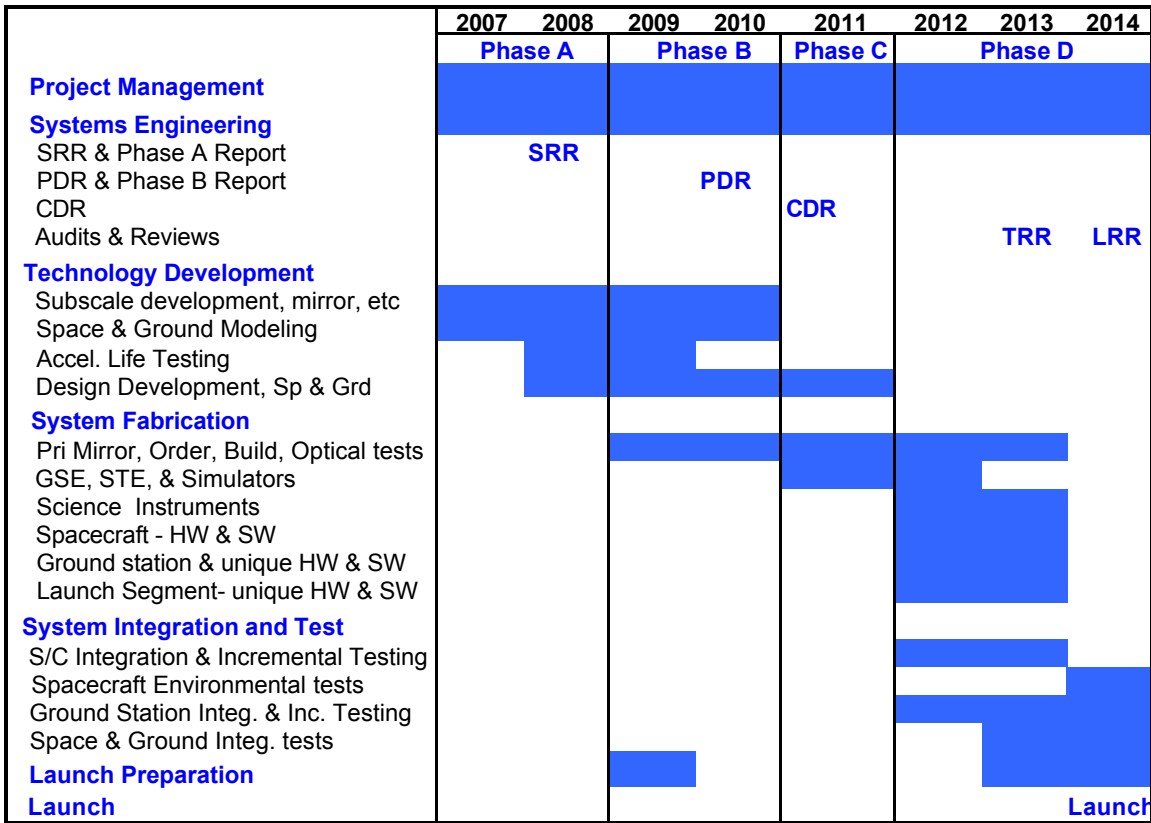 2007 2008 2009 2010 2011 2012 2013 2014
Phase A Phase B Phase C Phase D
Project Management
Systems Engineering
SRR & Phase A Report SRR
PDR & Phase B Report PDR
CDR CDR
Audits & Reviews TRR LRR
Technology Development
Subscale development, mirror, etc
Space & Ground Modeling
Accel. Life Testing
Design Development, Sp & Grd
System Fabrication
Pri Mirror, Order, Build, Optical tests
GSE, STE, & Simulators
Science Instruments
Spacecraft - HW & SW
Ground station & unique HW & SW
Launch Segment- unique HW & SW
System Integration and Test
S/C Integration & Incremental Testing
Spacecraft Environmental tests
Ground Station Integ. & Inc. Testing
Space & Ground Integ. tests
Launch Preparation
Launch Launch